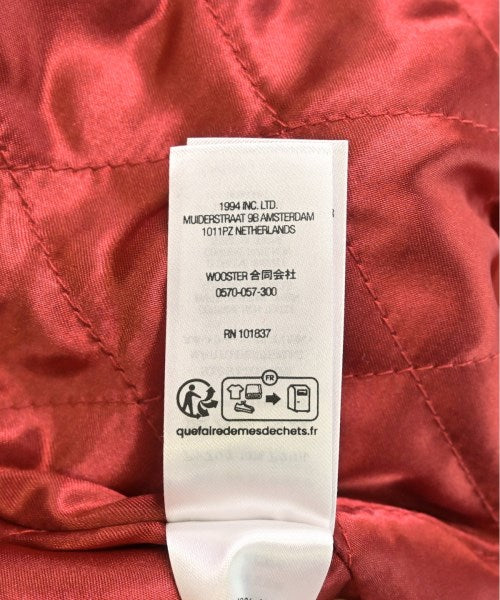 1994 INC. LTD.
MUIDERSTRAAT 9B AMSTERDAM
1011PZ NETHERLANDS
WOOSTER 合同会社
0570-057-300
RN 101837
FR
quefairedemesdechets.fr